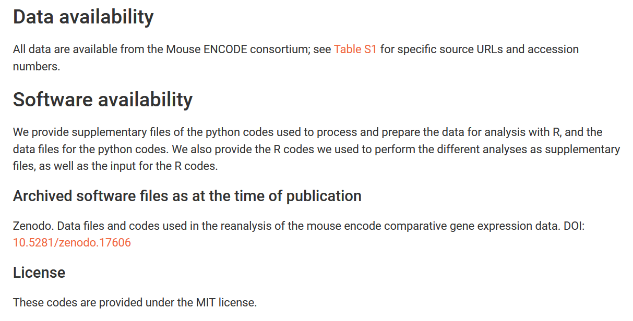 Data availability
All data are available from the Mouse ENCODE consortium; see Table S1 for specific source URLs and accession
numbers.
Software availability
We provide supplementary files of the python codes used to process and prepare the data for analysis with R, and the
data files for the python codes. We also provide the R codes we used to perform the different analyses as supplementary
files, as well as the input for the R codes.
Archived software files as at the time of publication
Zenodo. Data files and codes used in the reanalysis of the mouse encode comparative gene expression data. DOI:
10.5281/zenodo.17606
License
These codes are provided under the MIT license.